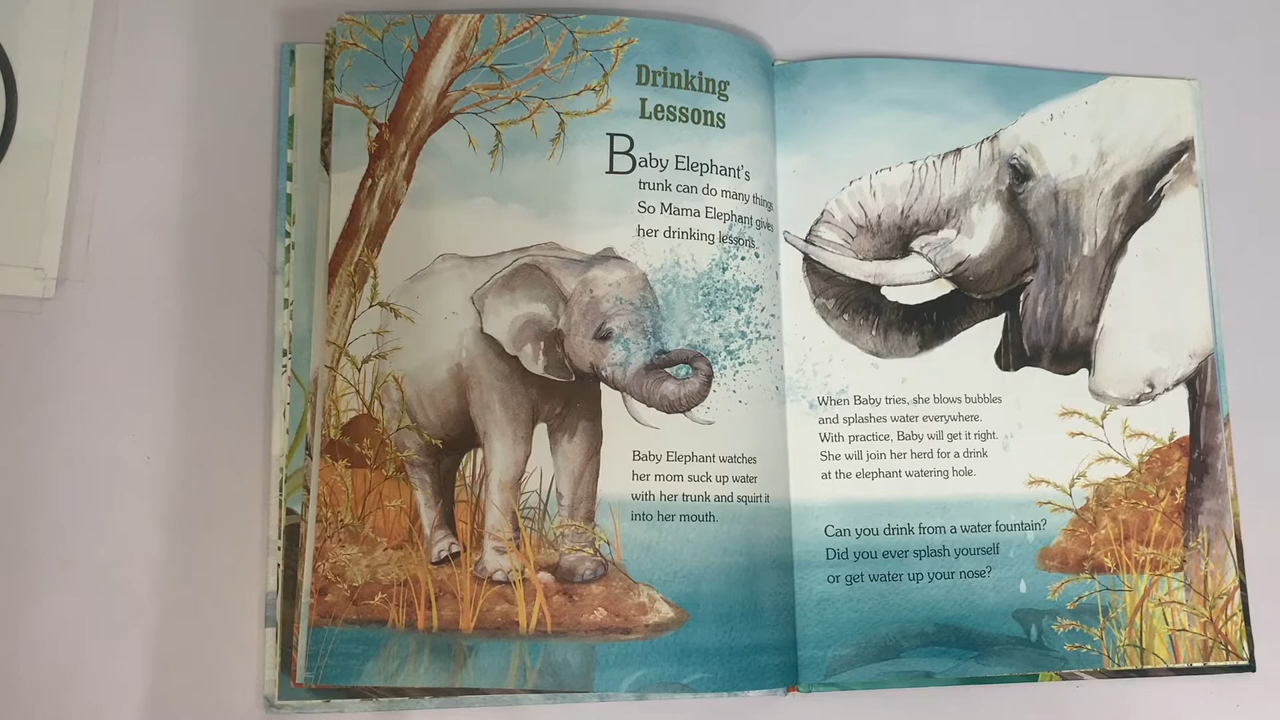 Drinking
Lessons
Baby Elephant's
trunk can do many things
So Mama Elephant gives
her drinking lessons.
Baby Elephant watches
her mom suck up water
with her trunk and squirt it
into her mouth.
When Baby tries, she blows bubbles
and splashes water everywhere.
With practice, Baby will get it right.
She will join her herd for a drink
at the elephant watering hole.
Can you drink from a water fountain?
Did you ever splash yourself
or get water up your nose?